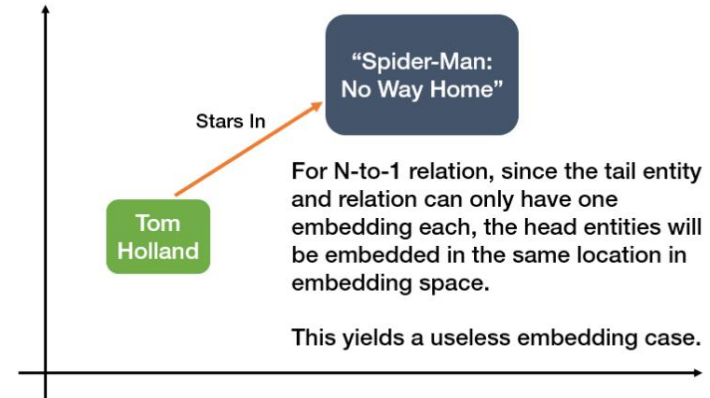 “Spider-Man:
No Way Home”
Stars In
Tom
Holland
For N-to-1 relation, since the tail entity
and relation can only have one
embedding each, the head entities will
be embedded in the same location in
embedding space.
This yields a useless embedding case.